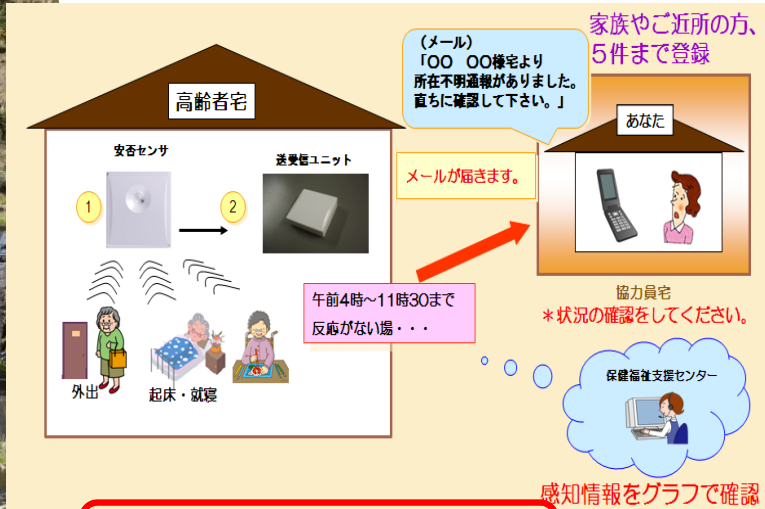 家族やご近所の方、
5件まで登録
(メール)
「〇〇　〇〇様宅より
所在不明通報がありました。
直ちに確認して下さい。」
高齢者宅
あなた
安否センサ
送受信ユニット
メールが届きます。
1
2
午前4時~11時30まで
反応がない場・・・
協力員宅
*状況の確認をしてください。
外出
起床・就寝
保健福祉支援センター
感知情報をグラフで確認